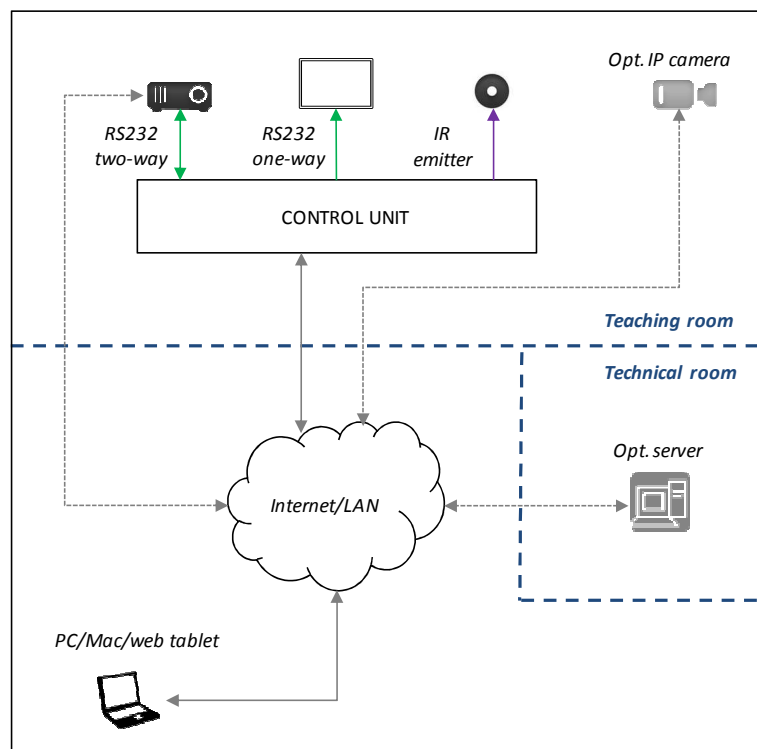 Opt. IP camera
RS232
two-way
RS232
one-way
IR
emitter
CONTROL UNIT
Teaching room
Technical room
Opt. server
Internet/LAN
PC/Mac/web tablet